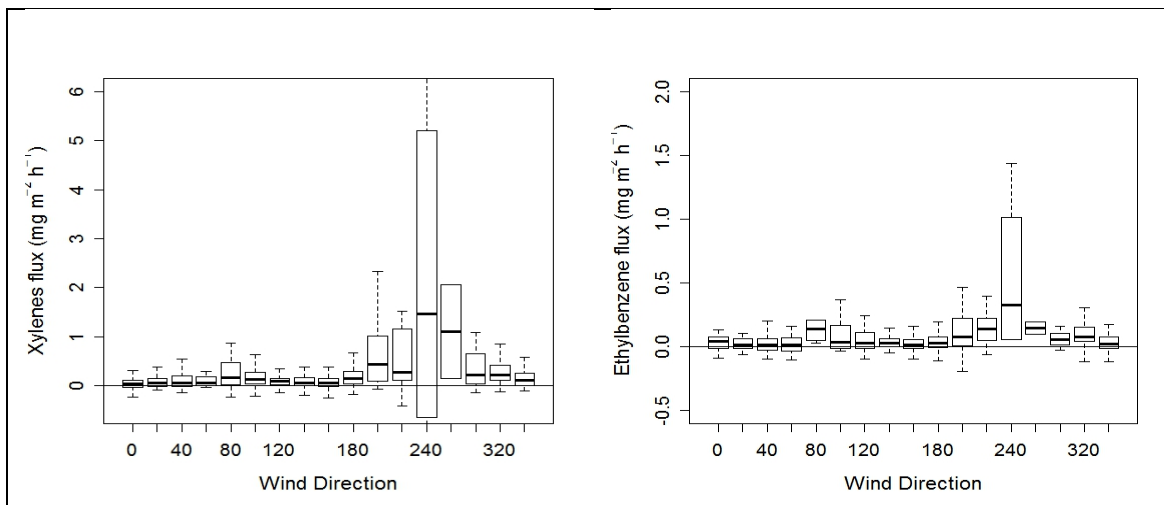 Xylenes flux (mg m⁻² h⁻¹)
6
5
4
3
2
1
0
0 40 80 120 180 240 320
Wind Direction
Ethylbenzene flux (mg m⁻² h⁻¹)
2.0
1.5
1.0
0.5
0.0
-0.5
0 40 80 120 180 240 320
Wind Direction